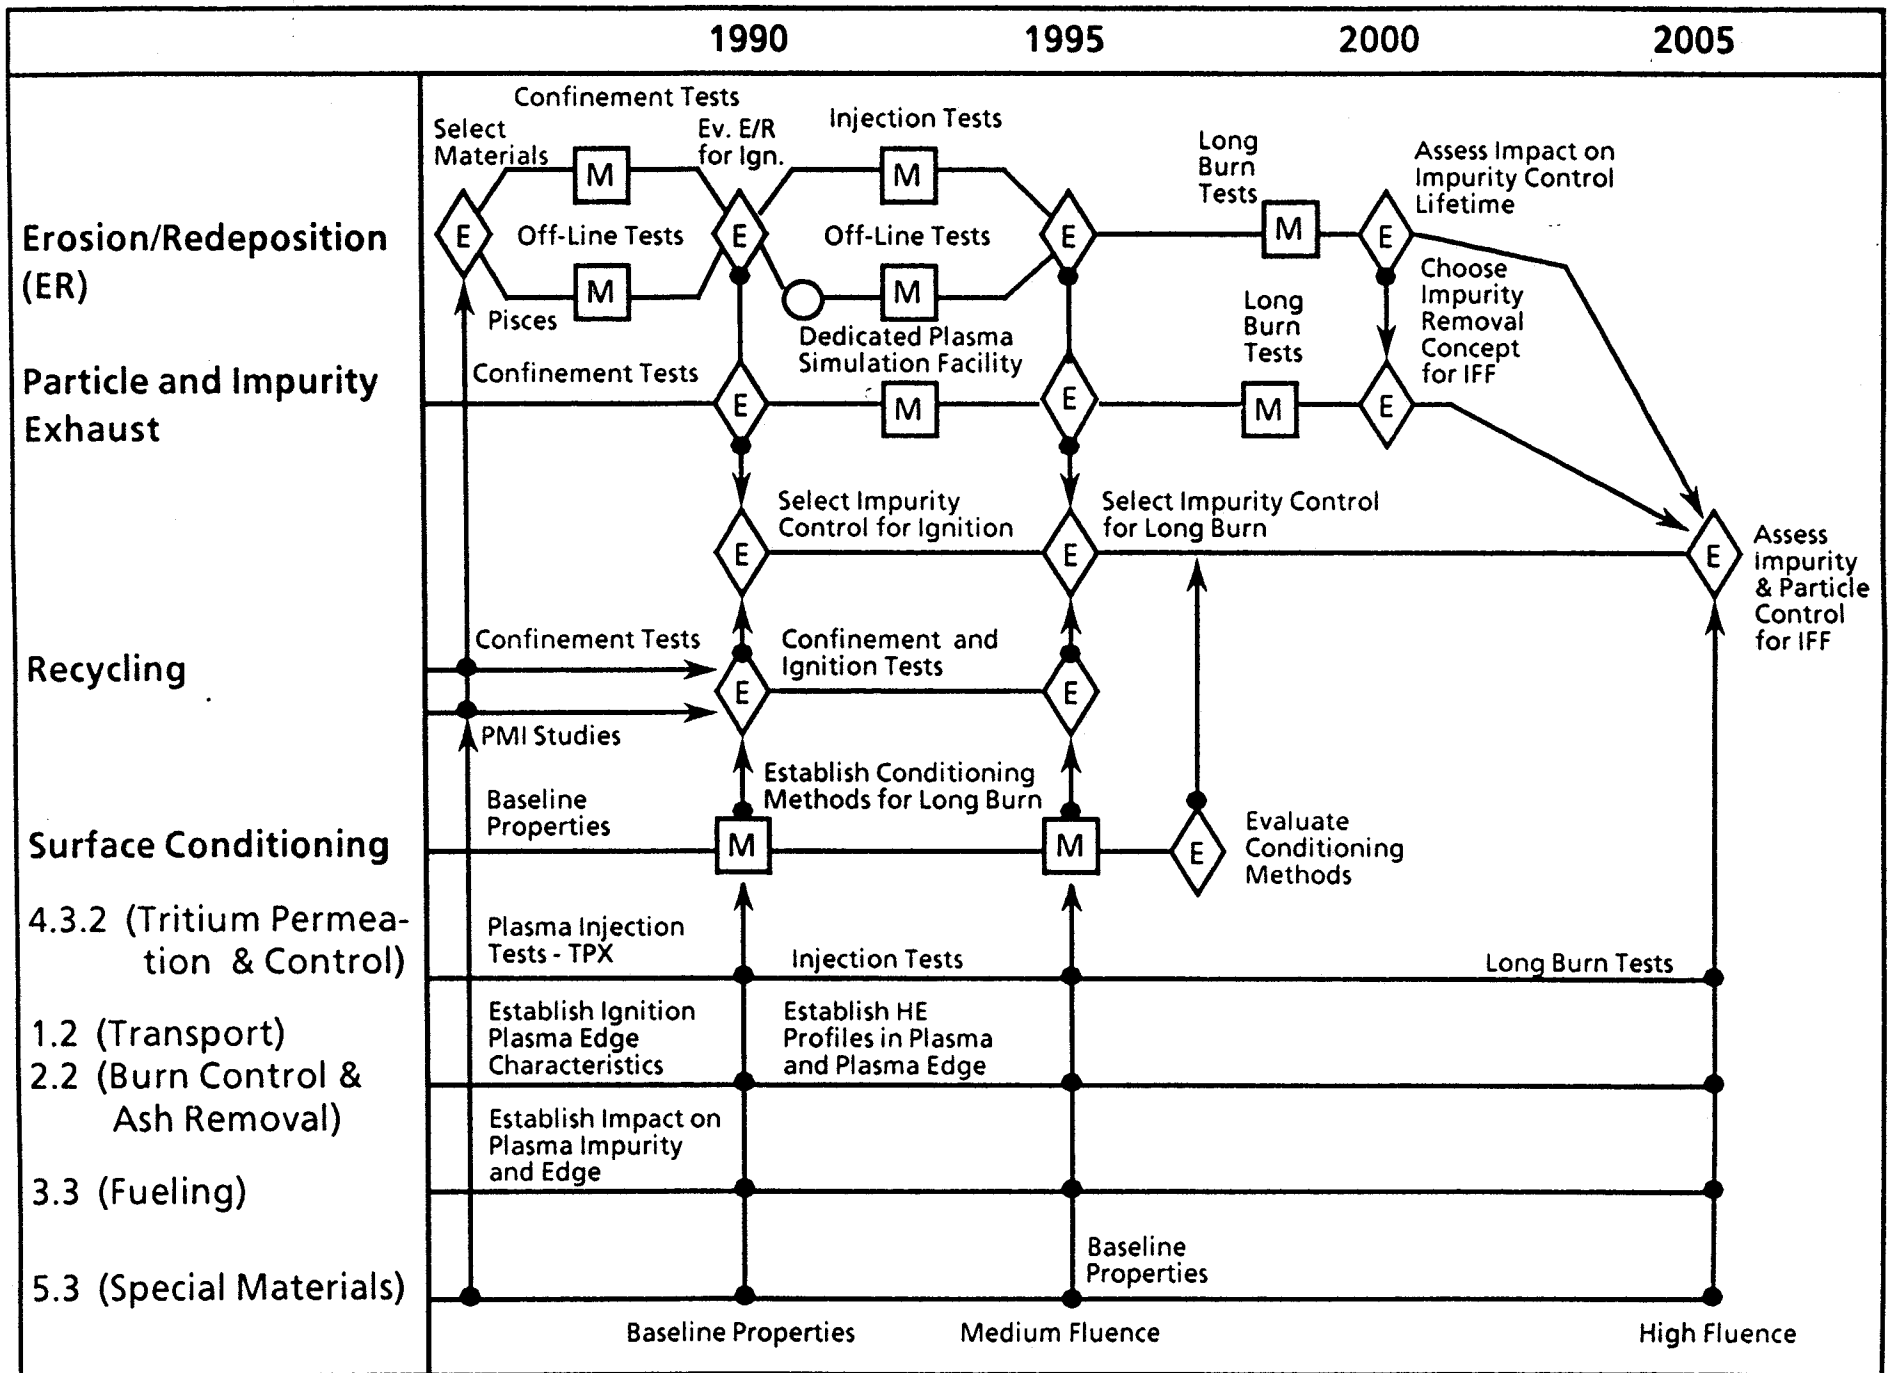 1990 1995 2000 2005
Confinement Tests
Select
Materials
Ev. E/R
for Ign.
Injection Tests
Long
Burn
Tests
Assess Impact on
Impurity Control
Lifetime
M
M
Erosion/Redeposition
(ER)
E
Off-Line Tests
E
Off-Line Tests
E
M
E
M
M
Pisces
Dedicated Plasma
Simulation Facility
Long
Burn
Tests
Choose
Impurity
Removal
Concept
for IFF
Particle and Impurity
Exhaust
Confinement Tests
E
M
E
M
E
Select Impurity
Control for Ignition
Select Impurity Control
for Long Burn
E
E
E
Assess
Impurity
& Particle
Control
for IFF
Recycling
Confinement Tests
Confinement and
Ignition Tests
E
E
PMI Studies
Surface Conditioning
Baseline
Properties
Establish Conditioning
Methods for Long Burn
M
M
E
Evaluate
Conditioning
Methods
4.3.2 (Tritium Permea-
tion & Control)
Plasma Injection
Tests - TPX
Injection Tests
Long Burn Tests
1.2 (Transport)
2.2 (Burn Control &
Ash Removal)
Establish Ignition
Plasma Edge
Characteristics
Establish HE
Profiles in Plasma
and Plasma Edge
3.3 (Fueling)
Establish Impact on
Plasma Impurity
and Edge
5.3 (Special Materials)
Baseline
Properties
Baseline Properties
Medium Fluence
High Fluence